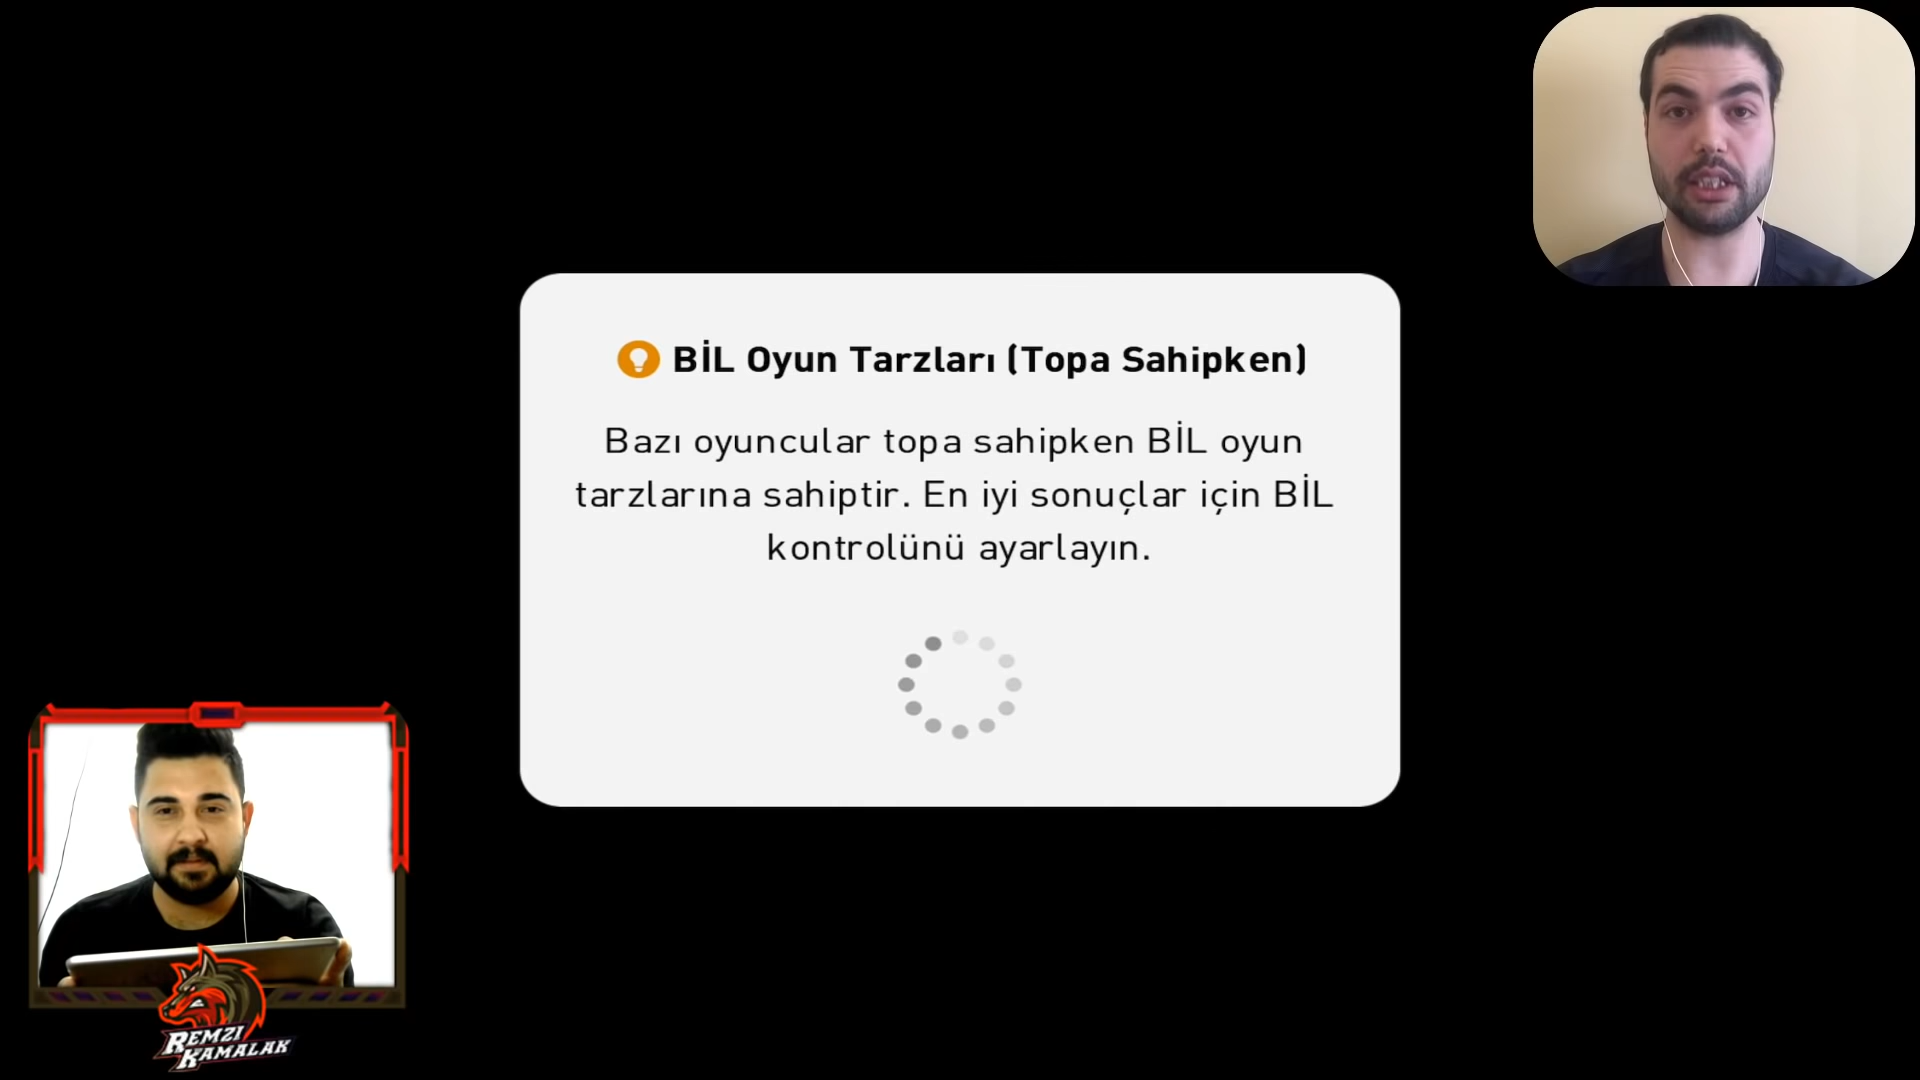 BİL Oyun Tarzları (Topa Sahipken)
Bazı oyuncular topa sahipken BİL oyun
tarzlarına sahiptir. En iyi sonuçlar için BİL
kontrolünü ayarlayın.
REMZI
KAMALAK